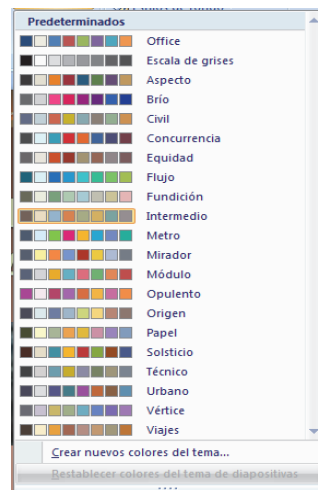 Predeterminados
Office
Escala de grises
Aspecto
Brío
Civil
Concurrencia
Equidad
Flujo
Fundición
Intermedio
Metro
Mirador
Módulo
Opulento
Origen
Papel
Solsticio
Técnico
Urbano
Vértice
Viajes
Crear nuevos colores del tema...
Restablecer colores del tema de diapositivas